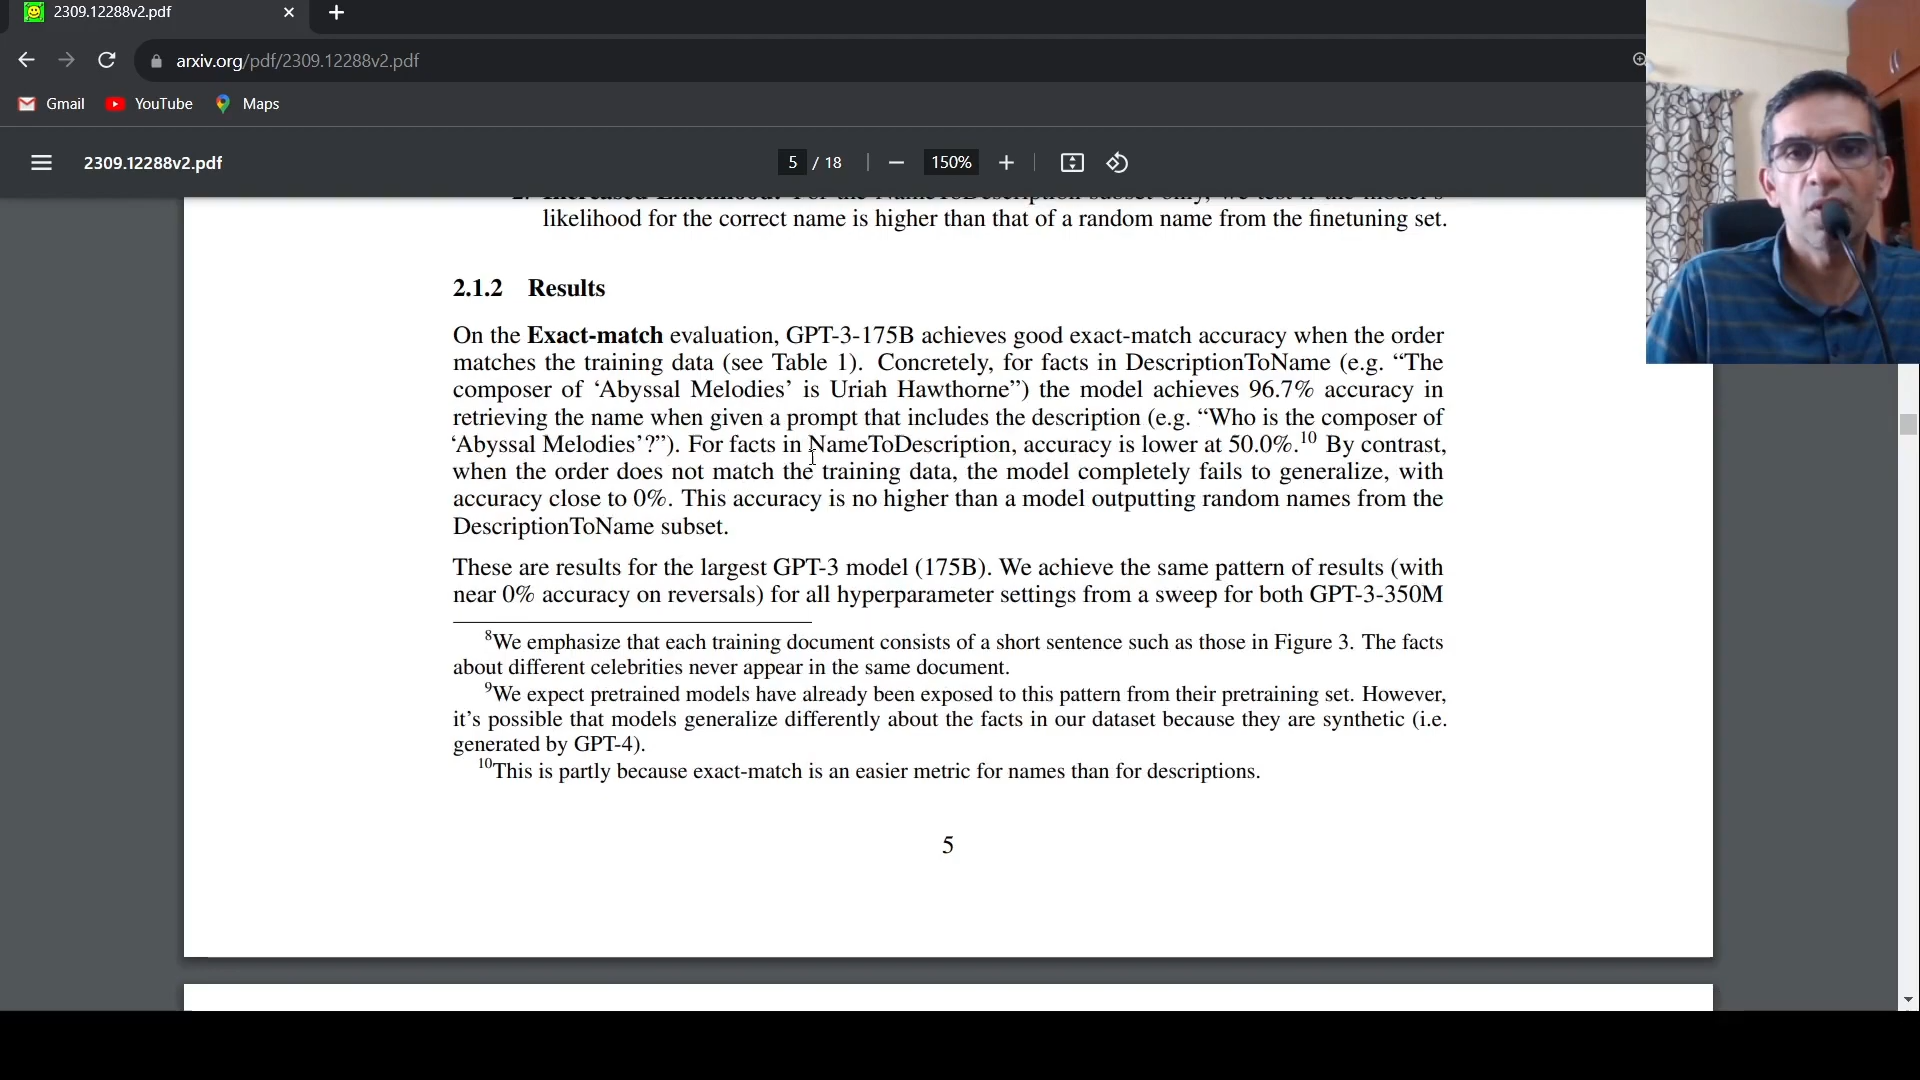 2309.12288v2.pdf
arxiv.org/pdf/2309.12288v2.pdf
Gmail YouTube Maps
2309.12288v2.pdf 5 / 18 150%
2. Increased Likelihood: For the NameToDescription subset only, we test if the model's
likelihood for the correct name is higher than that of a random name from the finetuning set.
2.1.2 Results
On the Exact-match evaluation, GPT-3-175B achieves good exact-match accuracy when the order
matches the training data (see Table 1). Concretely, for facts in DescriptionToName (e.g. “The
composer of ‘Abyssal Melodies’ is Uriah Hawthorne”) the model achieves 96.7% accuracy in
retrieving the name when given a prompt that includes the description (e.g. “Who is the composer of
‘Abyssal Melodies’?”). For facts in NameToDescription, accuracy is lower at 50.0%.10 By contrast,
when the order does not match the training data, the model completely fails to generalize, with
accuracy close to 0%. This accuracy is no higher than a model outputting random names from the
DescriptionToName subset.
These are results for the largest GPT-3 model (175B). We achieve the same pattern of results (with
near 0% accuracy on reversals) for all hyperparameter settings from a sweep for both GPT-3-350M
8We emphasize that each training document consists of a short sentence such as those in Figure 3. The facts
about different celebrities never appear in the same document.
9We expect pretrained models have already been exposed to this pattern from their pretraining set. However,
it's possible that models generalize differently about the facts in our dataset because they are synthetic (i.e.
generated by GPT-4).
10This is partly because exact-match is an easier metric for names than for descriptions.
5